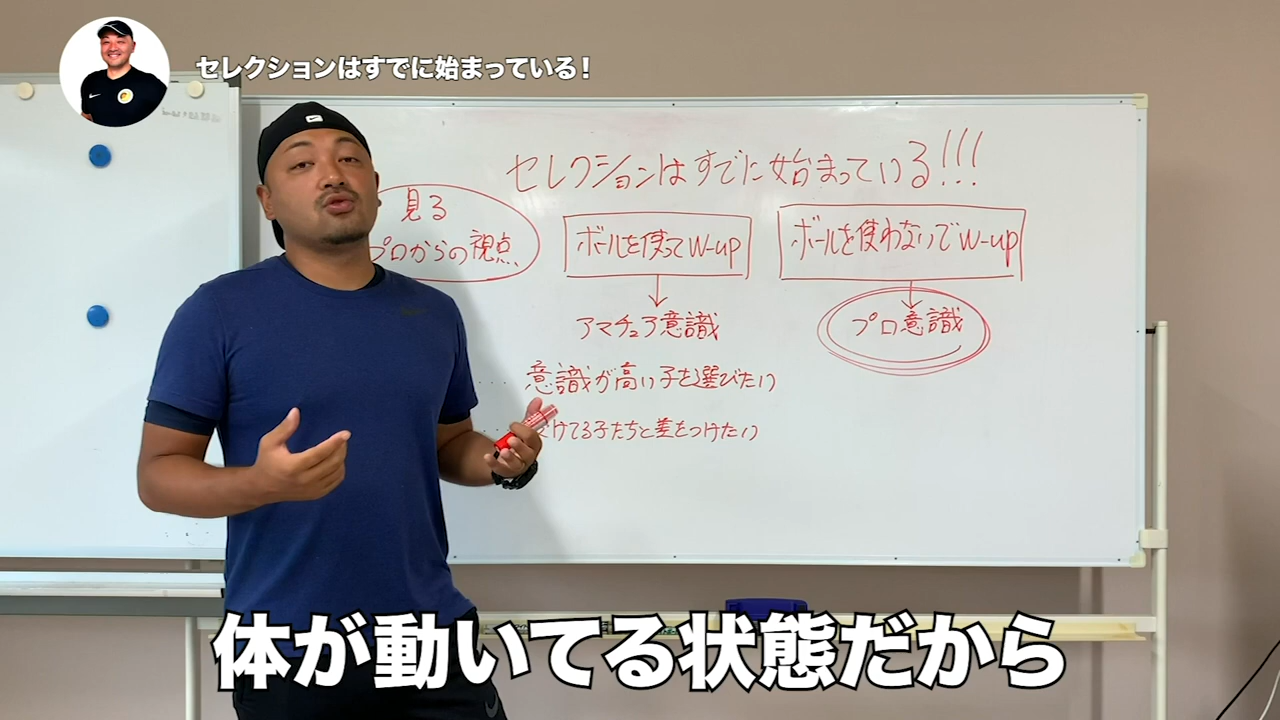 セレクションはすでに始まっている！
セレクションはすでに始まっている!!!
見る
プロからの視点
ボールを使ってW-up
ボールを使わないでW-up
アマチュア意識
プロ意識
意識が高い子を選びたい
けてる子たちと差をつけたい
体が動いてる状態だから